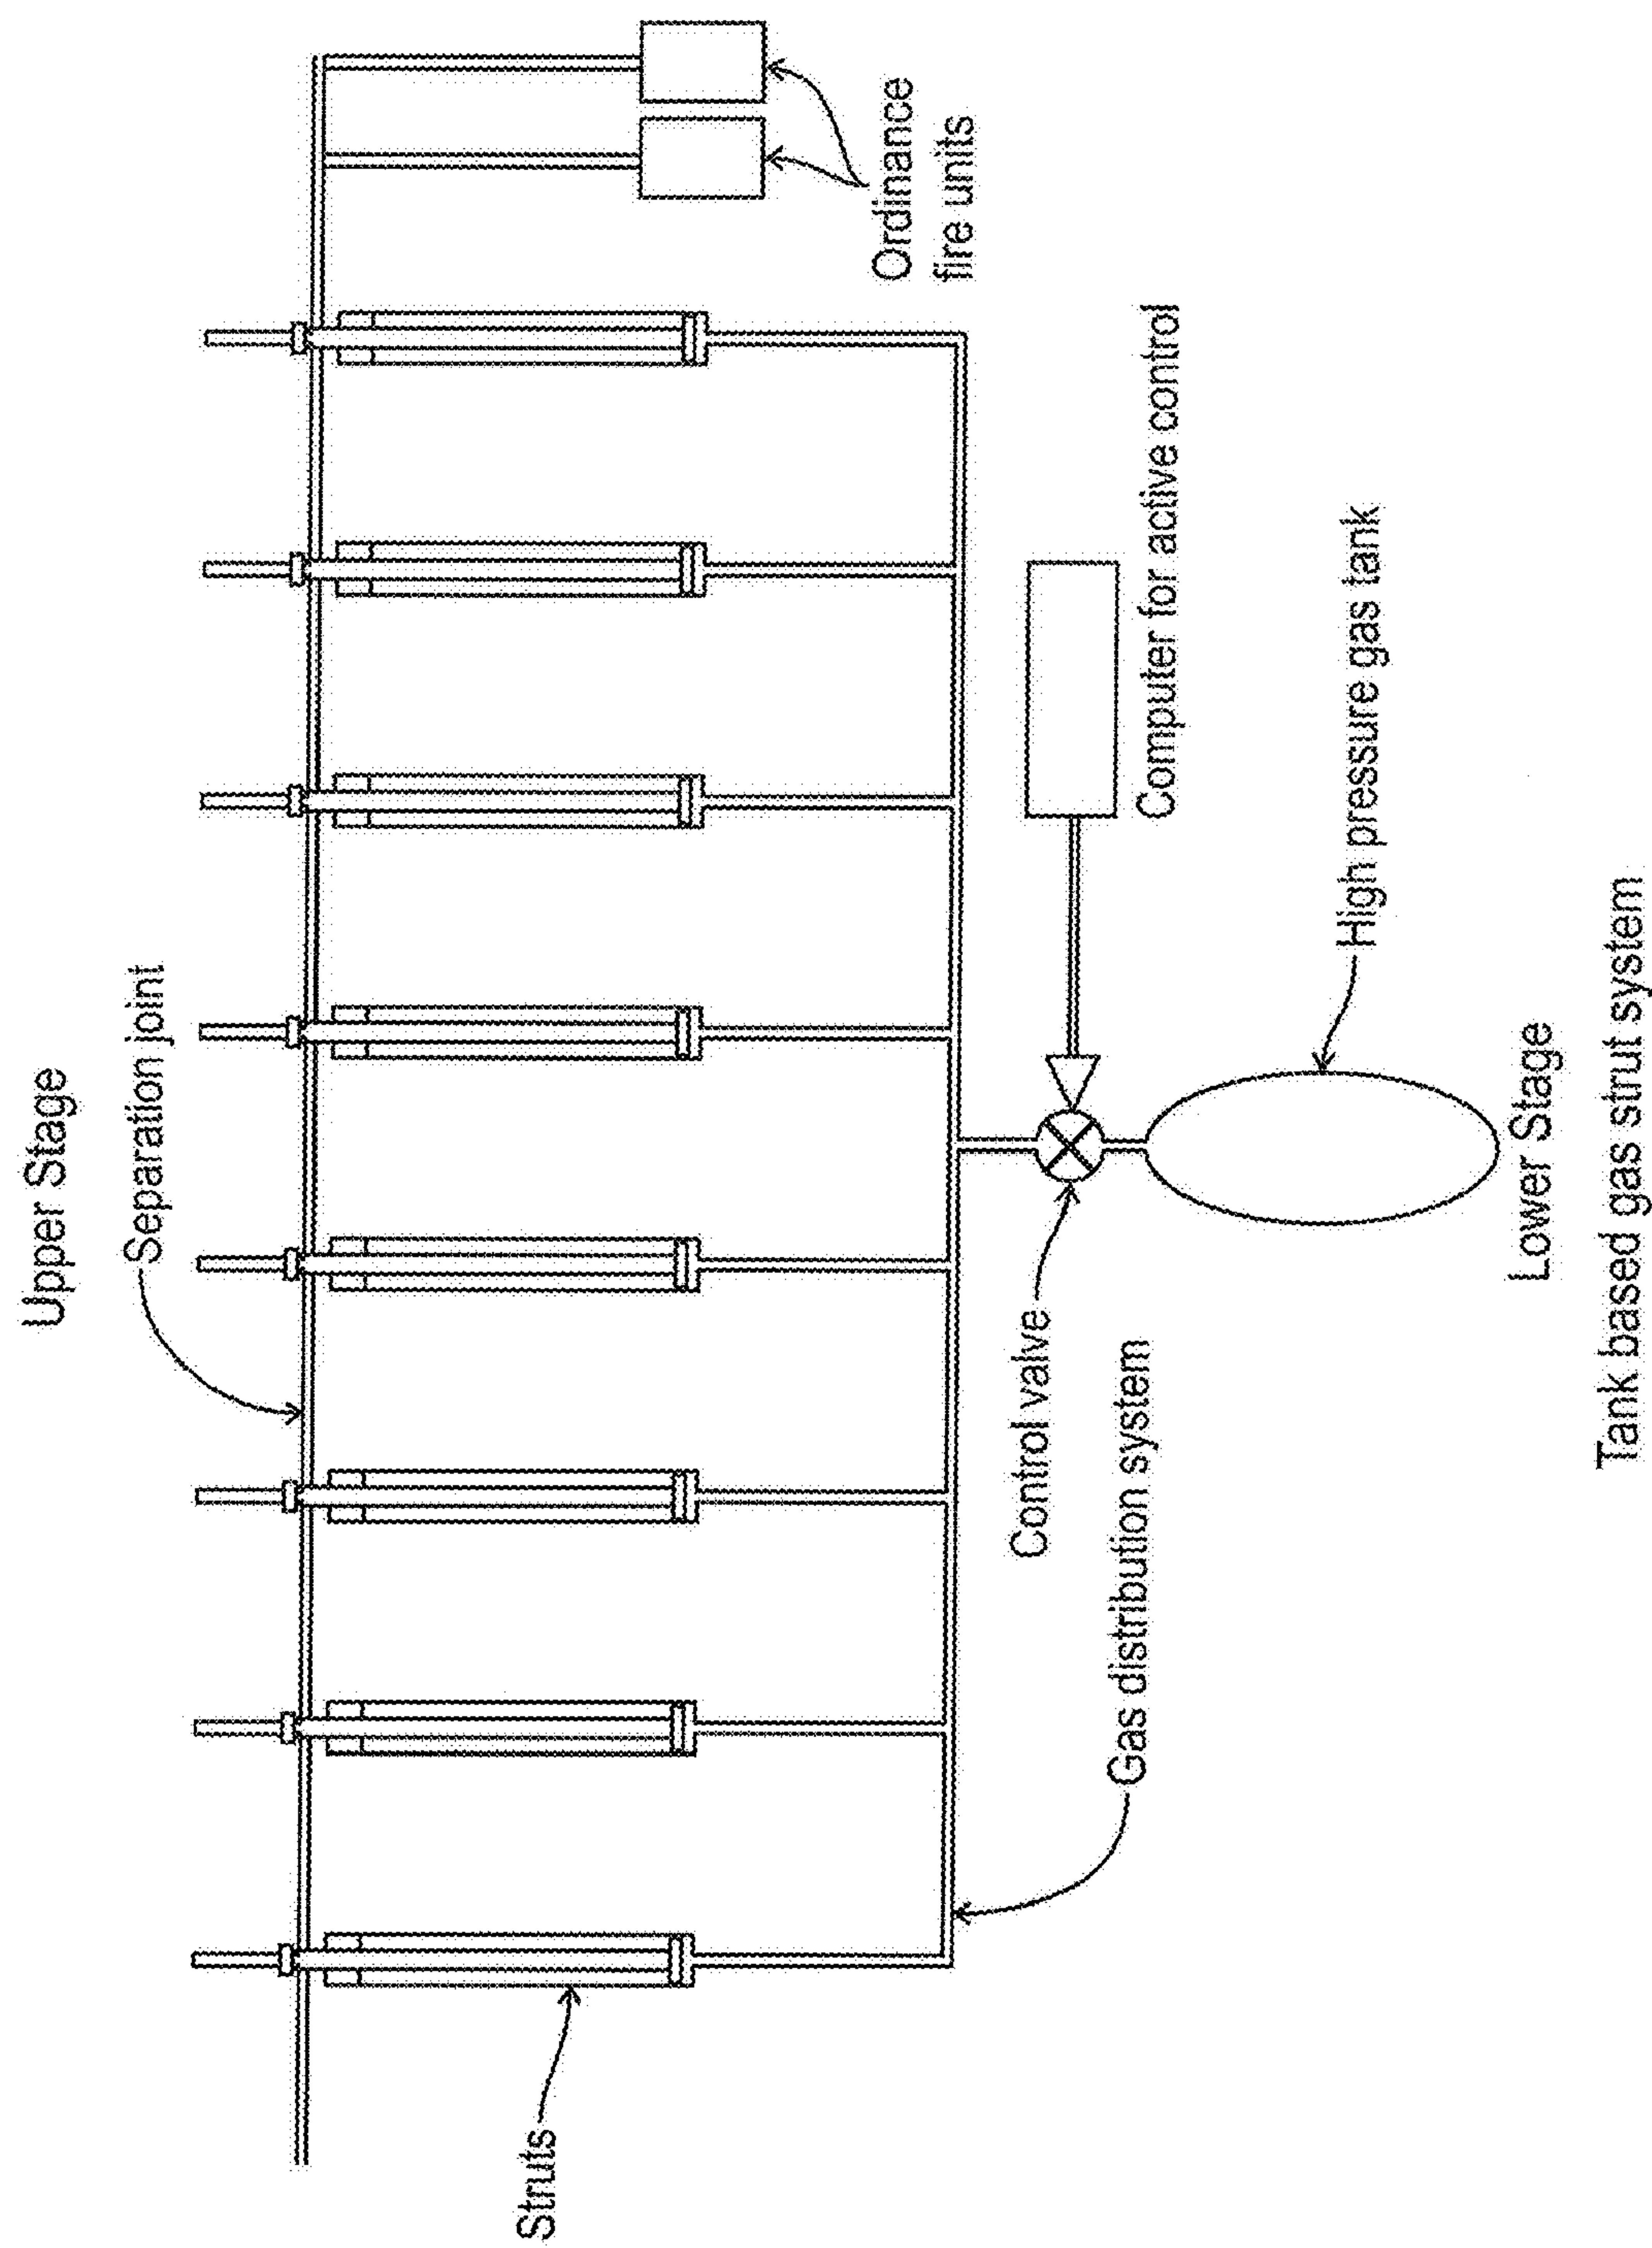 Upper Stage
Separation joint
Struts
Ordinance
fire units
Control valve
Computer for active control
Gas distribution system
High pressure gas tank
Lower Stage
Tank based gas strut system